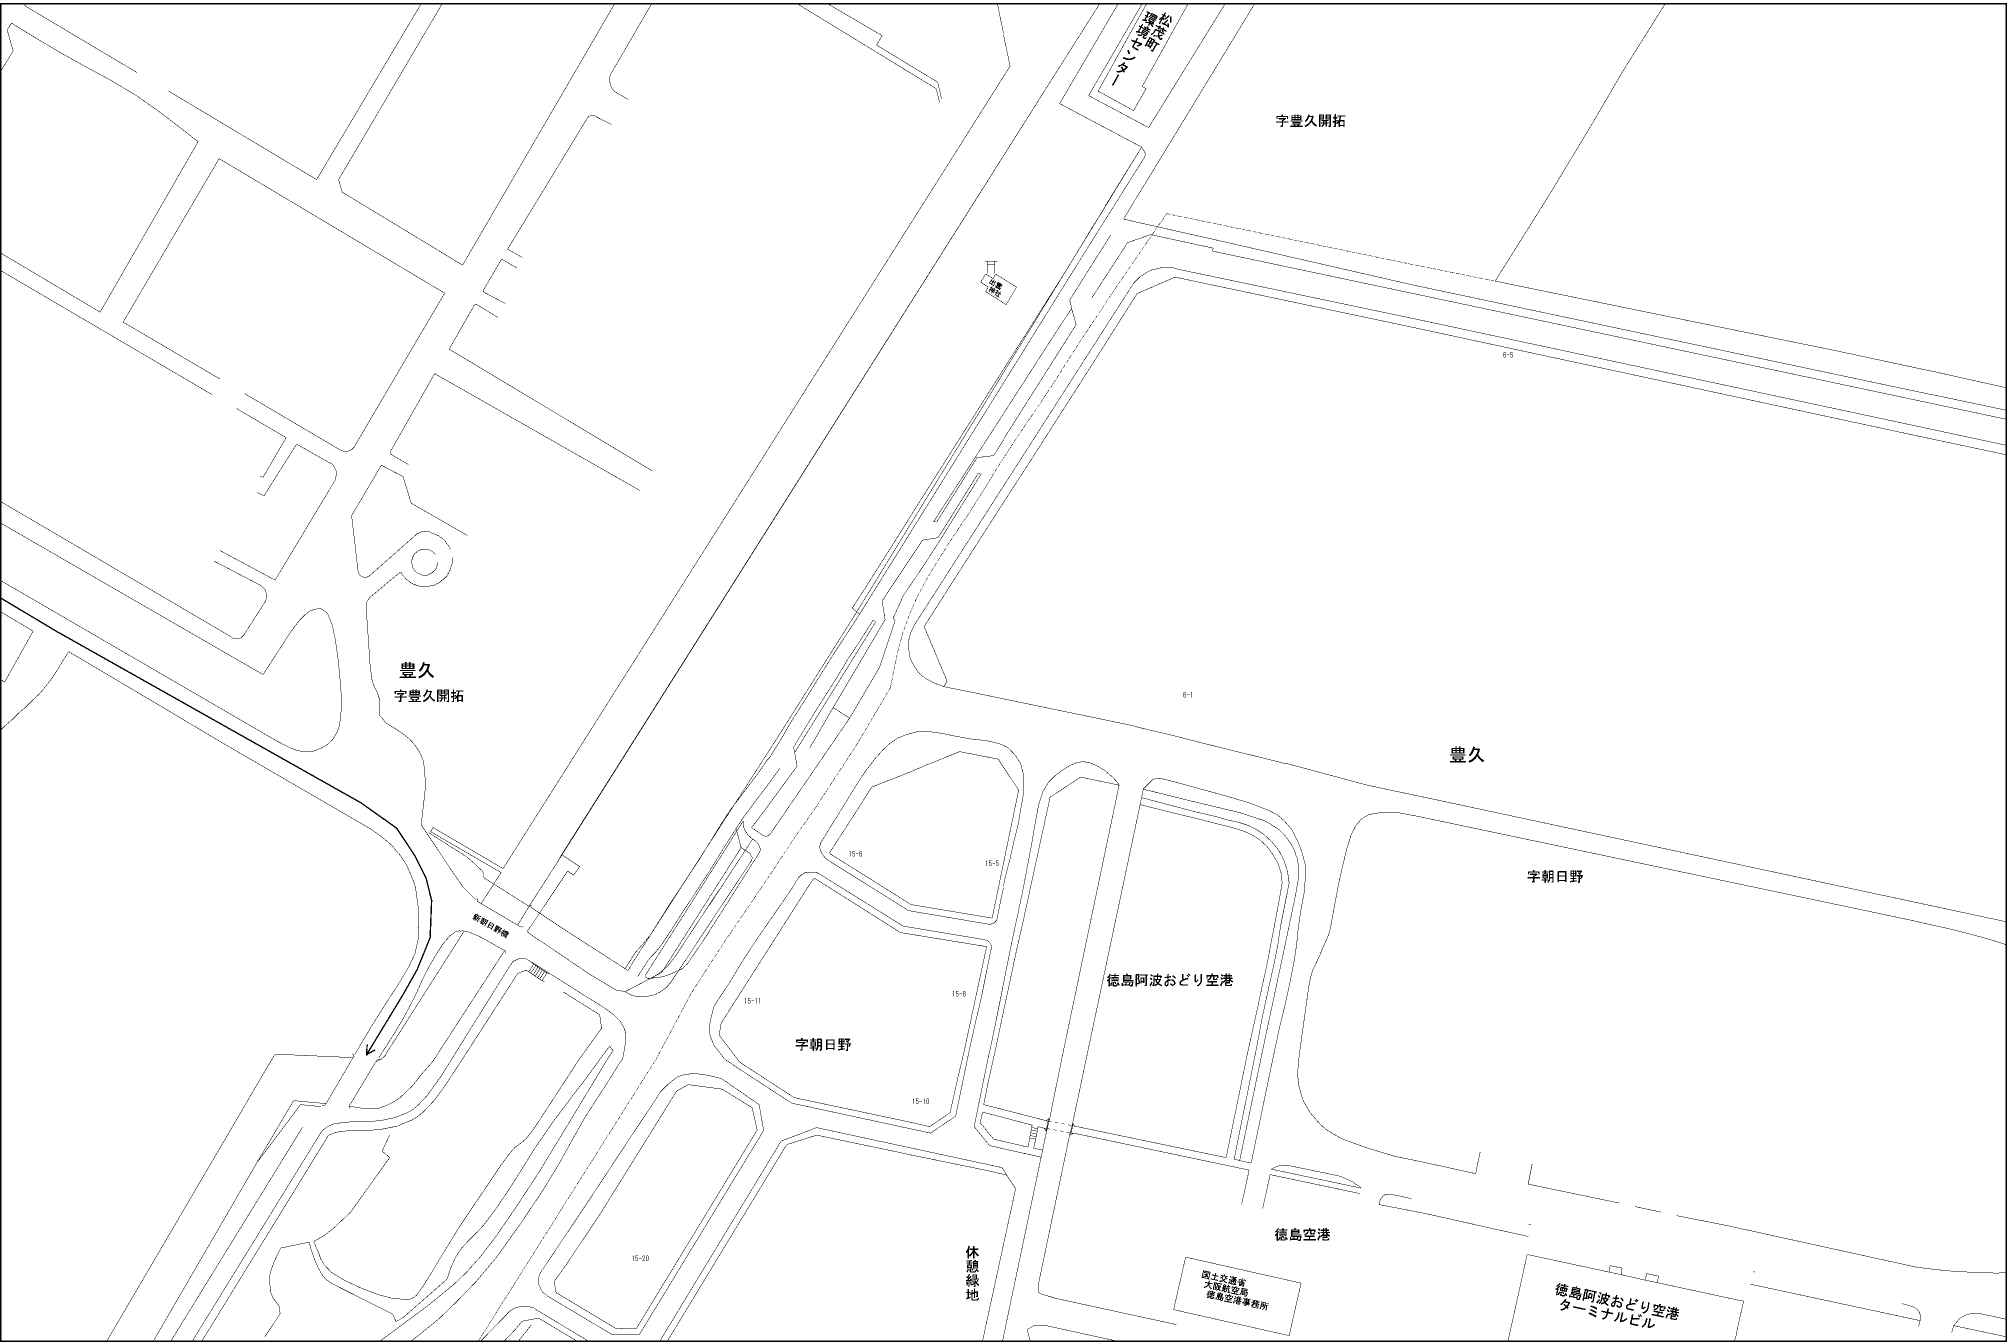 松茂町
環境センター
字豊久開拓
出雲
神社
6-5
豊久
字豊久開拓
6-1
豊久
15-6
15-5
字朝日野
新朝日野橋
徳島阿波おどり空港
15-11
15-8
字朝日野
15-10
徳島空港
休憩緑地
15-20
国土交通省
大阪航空局
徳島空港事務所
徳島阿波おどり空港
ターミナルビル